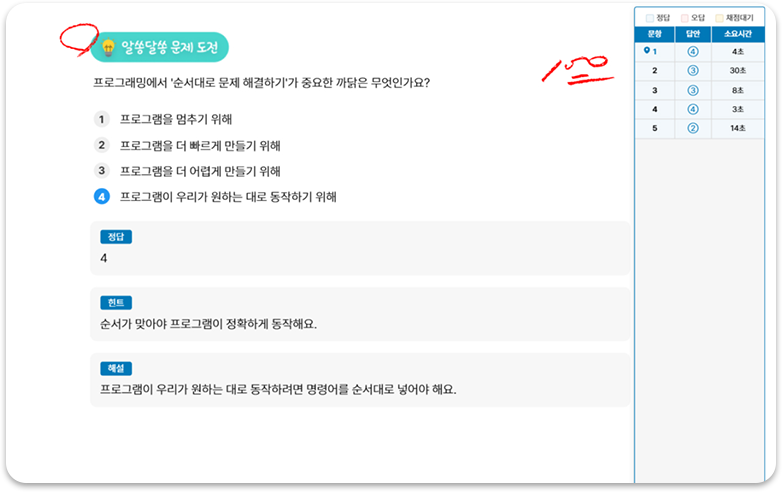 알쏭달쏭 문제 도전
100
프로그래밍에서 '순서대로 문제 해결하기'가 중요한 까닭은 무엇인가요?
1 프로그램을 멈추기 위해
2 프로그램을 더 빠르게 만들기 위해
3 프로그램을 더 어렵게 만들기 위해
4 프로그램이 우리가 원하는 대로 동작하기 위해
정답
4
힌트
순서가 맞아야 프로그램이 정확하게 동작해요.
해설
프로그램이 우리가 원하는 대로 동작하려면 명령어를 순서대로 넣어야 해요.
정답 오답 채점대기
문항 답안 소요시간
1 ④ 4초
2 ③ 30초
3 ③ 8초
4 ④ 3초
5 ② 14초